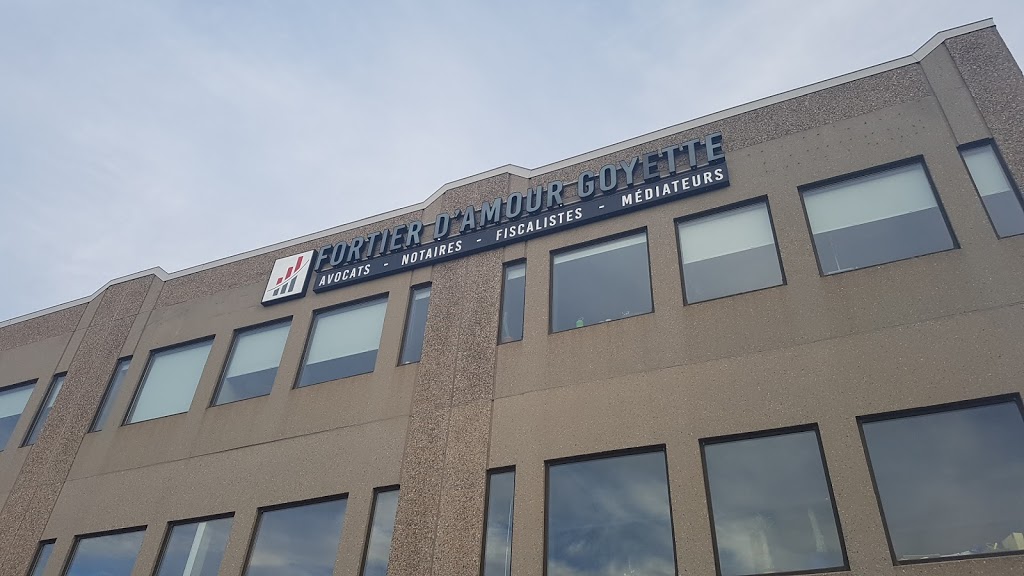 FORTIER D'AMOUR GOYETTE
AVOCATS - NOTAIRES - FISCALISTES - MÉDIATEURS